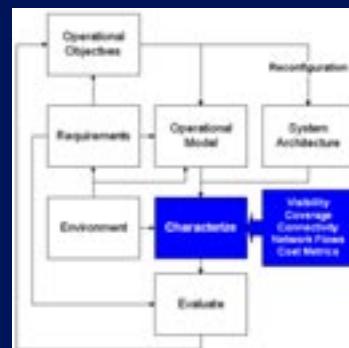 Operational
Objectives
Reconfiguration
Requirements
Operational
Model
System
Architecture
Environment
Characterize
Visibility
Coverage
Connectivity
Network Flows
Cost Metrics
Evaluate